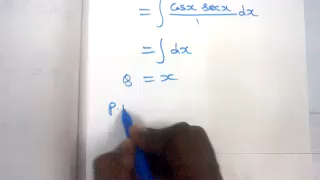 = ∫ cosx secx / 1 dx
= ∫ dx
Q = x
P.